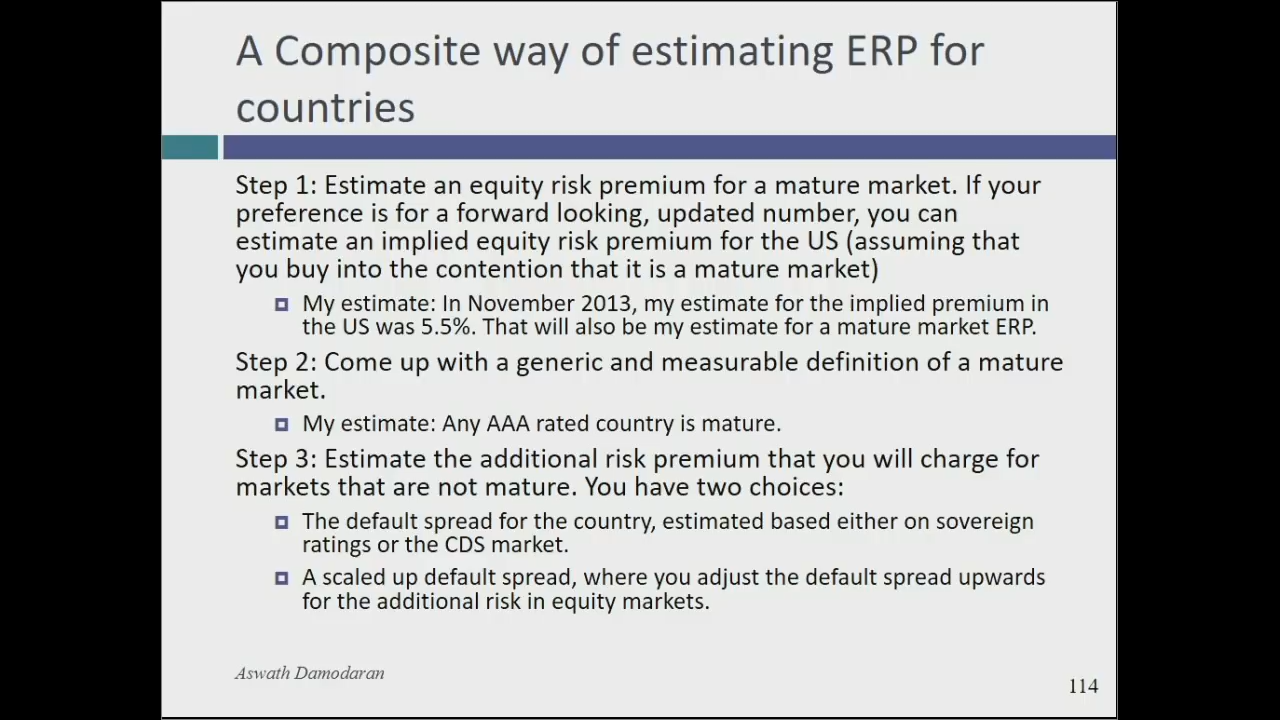 A Composite way of estimating ERP for
countries
Step 1: Estimate an equity risk premium for a mature market. If your
preference is for a forward looking, updated number, you can
estimate an implied equity risk premium for the US (assuming that
you buy into the contention that it is a mature market)
My estimate: In November 2013, my estimate for the implied premium in
the US was 5.5%. That will also be my estimate for a mature market ERP.
Step 2: Come up with a generic and measurable definition of a mature
market.
My estimate: Any AAA rated country is mature.
Step 3: Estimate the additional risk premium that you will charge for
markets that are not mature. You have two choices:
The default spread for the country, estimated based either on sovereign
ratings or the CDS market.
A scaled up default spread, where you adjust the default spread upwards
for the additional risk in equity markets.
Aswath Damodaran
114